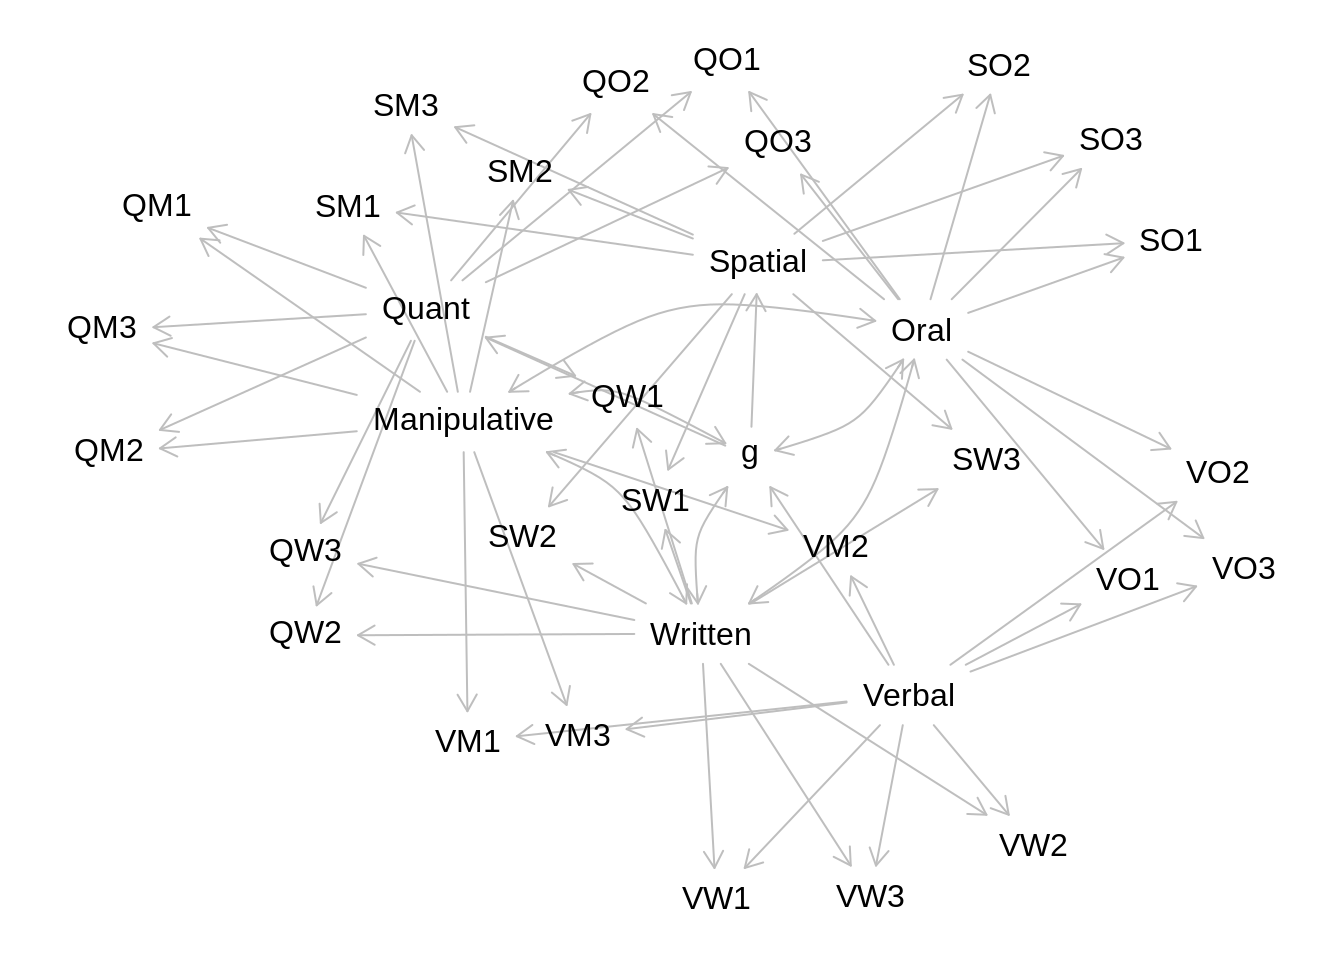 QO1
SO2
QO2
SM3
SO3
QO3
SM2
QM1
SM1
SO1
Spatial
Quant
QM3
Oral
QW1
Manipulative
QM2
g
SW3
VO2
SW1
SW2
VM2
QW3
VO3
VO1
QW2
Written
Verbal
VM3
VM1
VW2
VW3
VW1